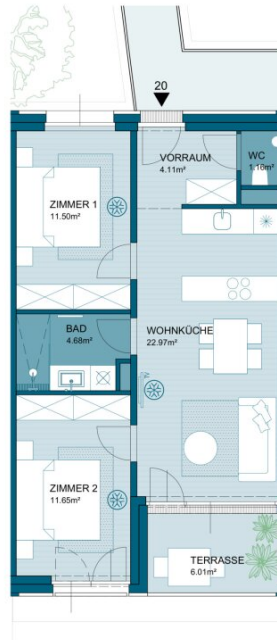 20
VORRAUM
4.11m²
WC
1.16m²
ZIMMER 1
11.50m²
BAD
4.68m²
WOHNKÜCHE
22.97m²
ZIMMER 2
11.65m²
TERRASSE
6.01m²